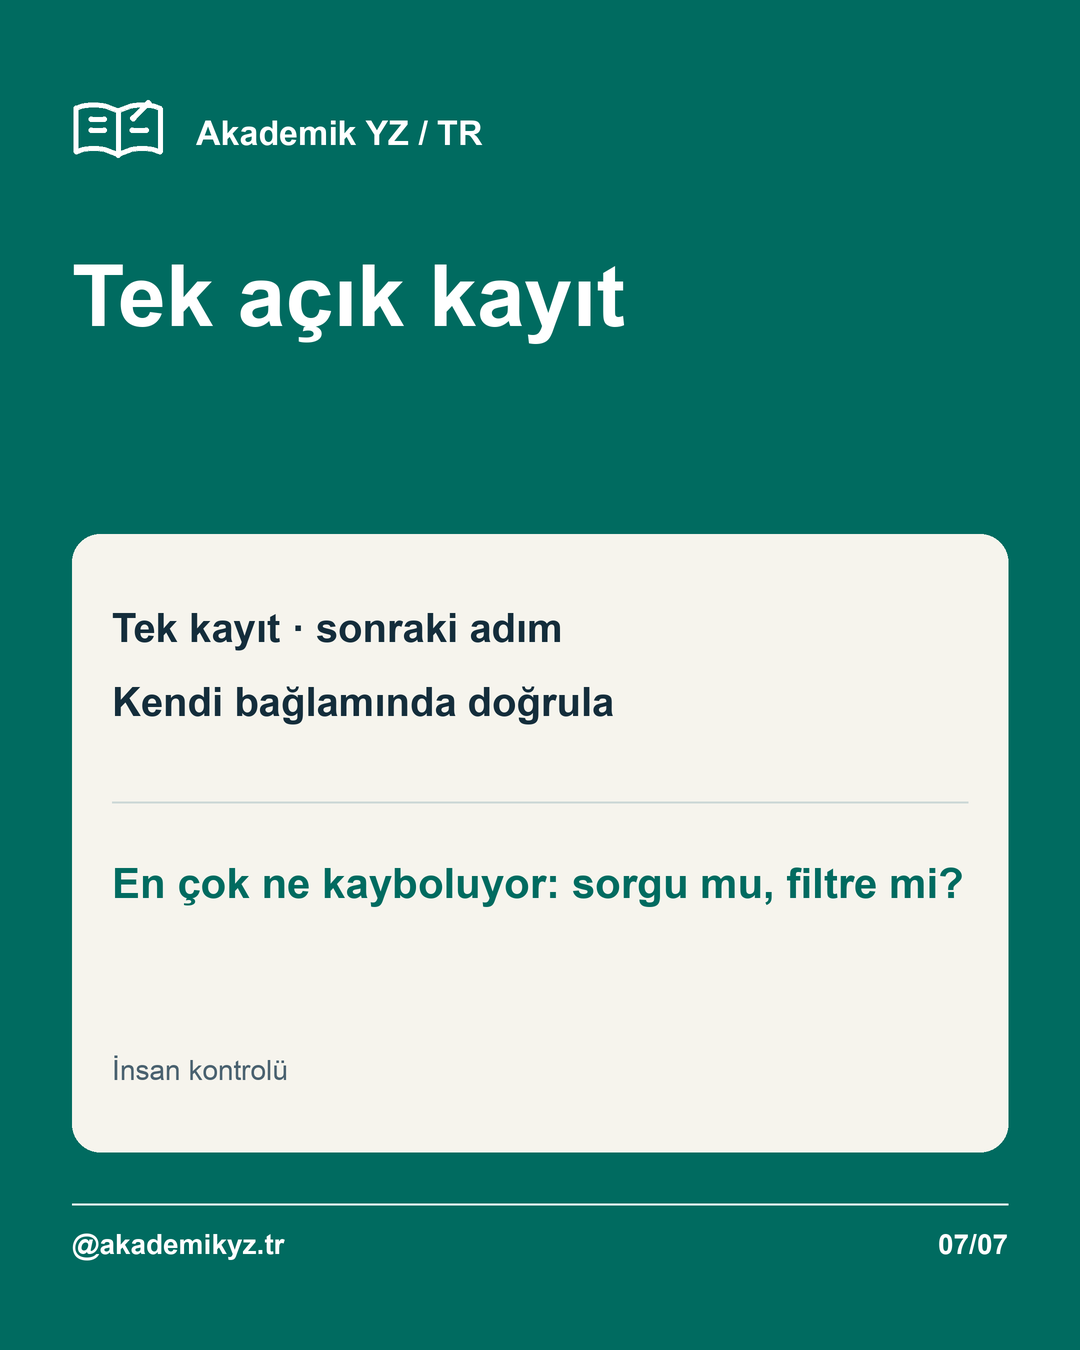 Akademik YZ / TR
Tek açık kayıt
Tek kayıt · sonraki adım
Kendi bağlamında doğrula
En çok ne kayboluyor: sorgu mu, filtre mi?
İnsan kontrolü
@akademikyz.tr
07/07